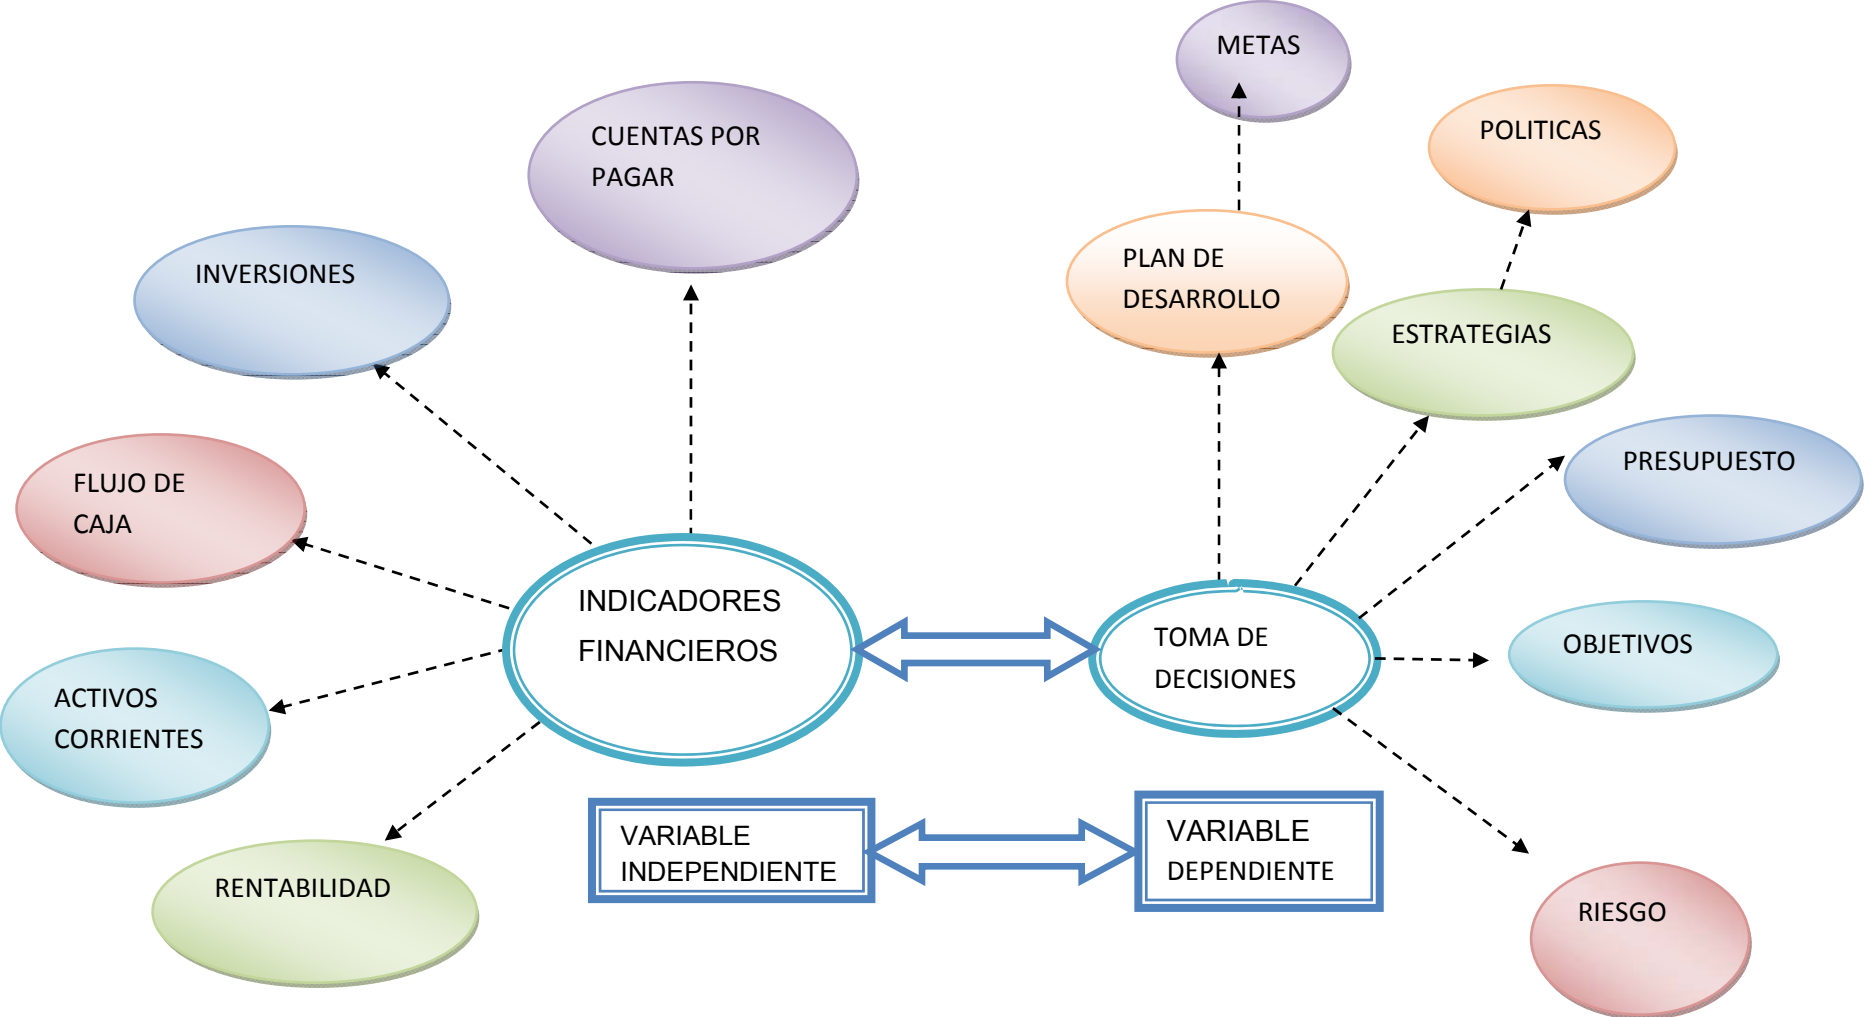 METAS
CUENTAS POR
PAGAR
POLITICAS
INVERSIONES
PLAN DE
DESARROLLO
ESTRATEGIAS
FLUJO DE
CAJA
PRESUPUESTO
INDICADORES
FINANCIEROS
TOMA DE
DECISIONES
OBJETIVOS
ACTIVOS
CORRIENTES
VARIABLE
INDEPENDIENTE
VARIABLE
DEPENDIENTE
RENTABILIDAD
RIESGO